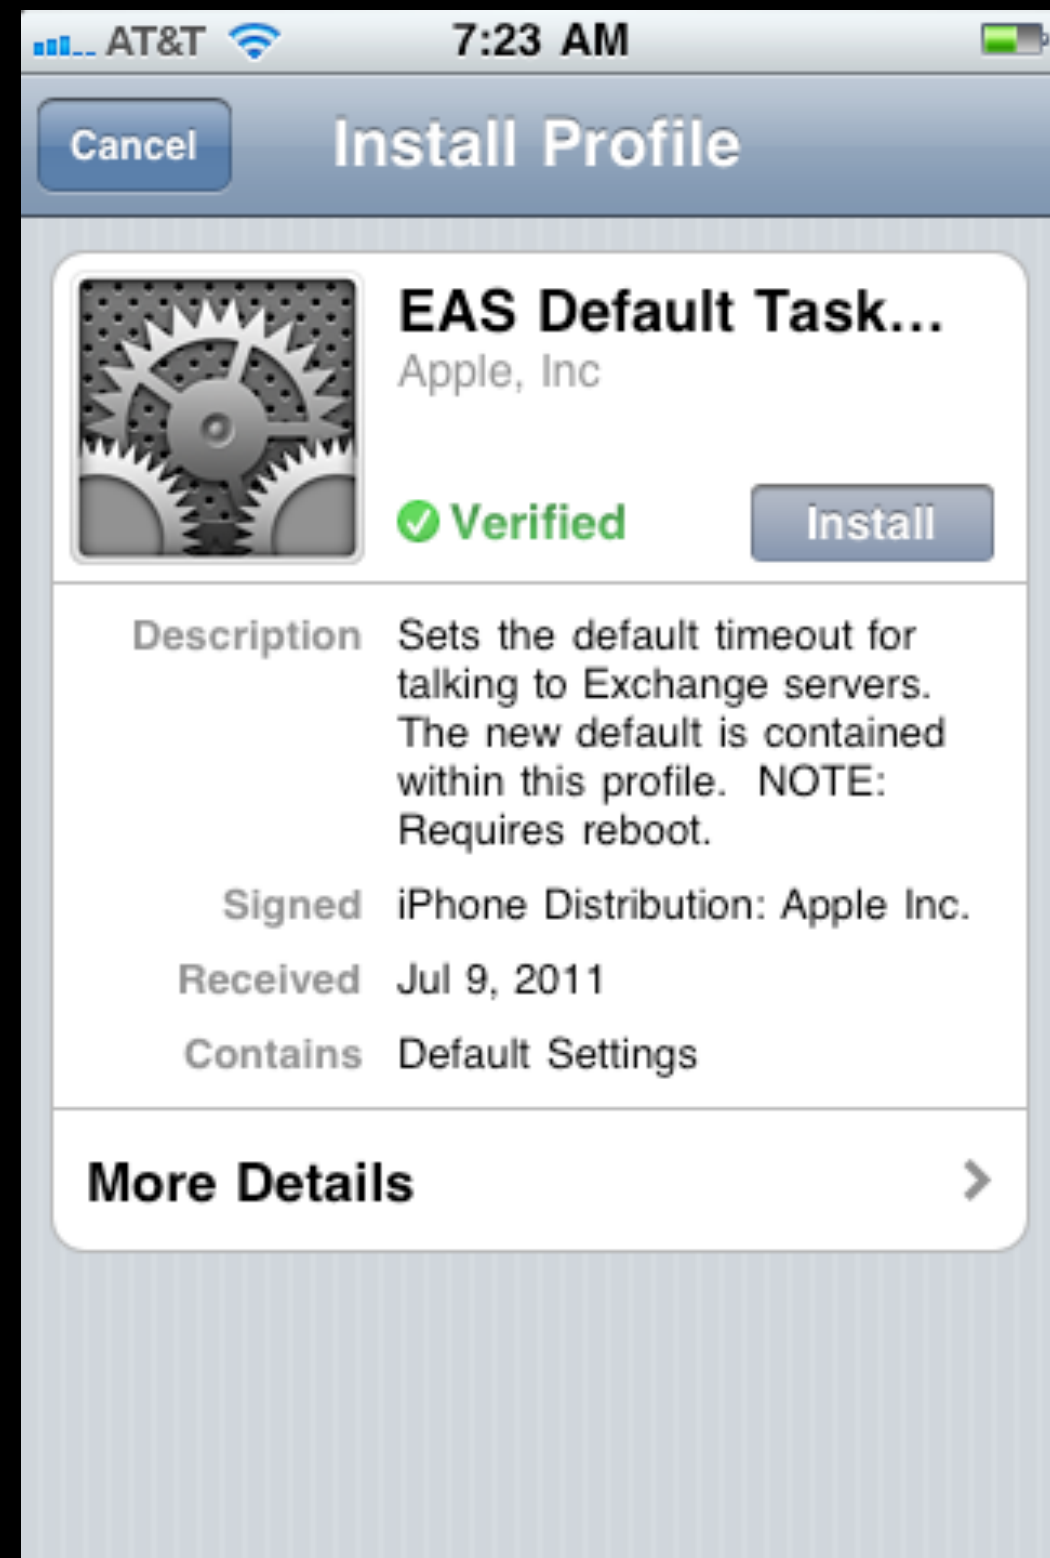 AT&T 7:23 AM
Cancel Install Profile
EAS Default Task...
Apple, Inc
Verified Install
Description Sets the default timeout for
talking to Exchange servers.
The new default is contained
within this profile.  NOTE:
Requires reboot.
Signed iPhone Distribution: Apple Inc.
Received Jul 9, 2011
Contains Default Settings
More Details